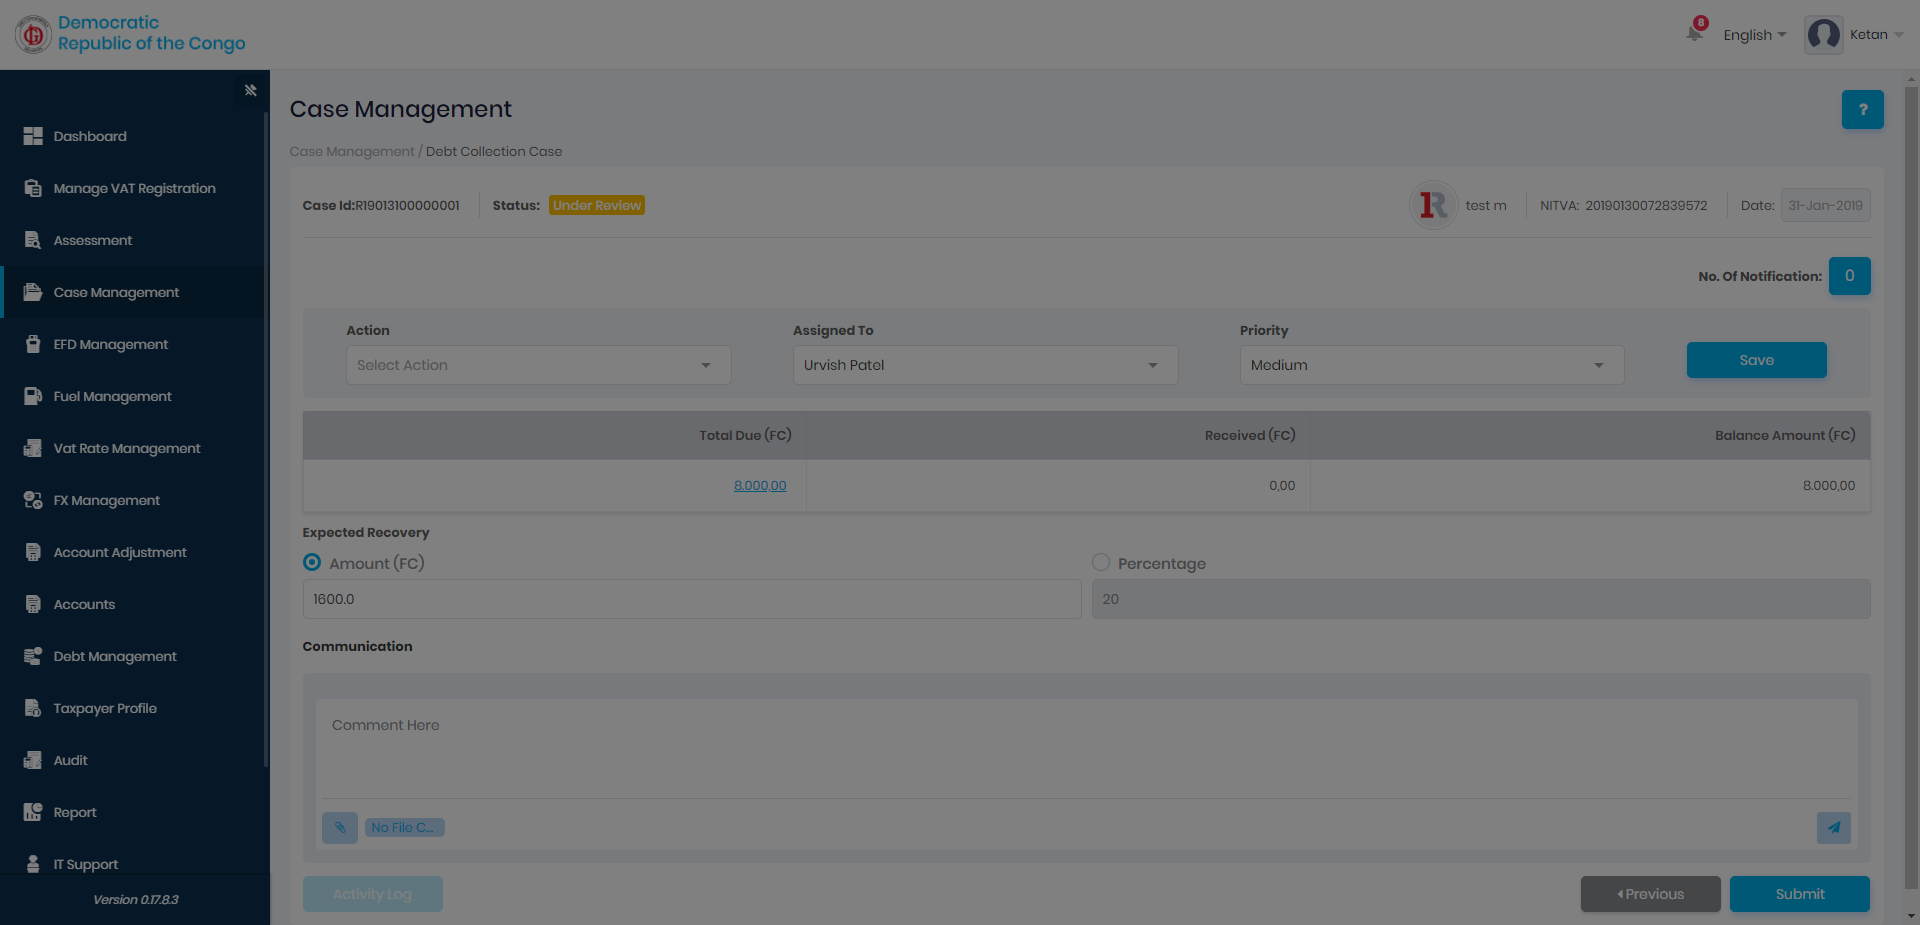 Democratic
Republic of the Congo
8
English
Ketan
Dashboard
Manage VAT Registration
Assessment
Case Management
EFD Management
Fuel Management
Vat Rate Management
FX Management
Account Adjustment
Accounts
Debt Management
Taxpayer Profile
Audit
Report
IT Support
Version 0.17.8.3
Case Management
?
Case Management / Debt Collection Case
Case Id:R19013100000001
Status: Under Review
1R
test m
NITVA: 20190130072839572
Date: 31-Jan-2019
No. Of Notification: 0
Action
Assigned To
Priority
Select Action
Urvish Patel
Medium
Save
Total Due (FC)
Received (FC)
Balance Amount (FC)
8.000,00
0,00
8.000,00
Expected Recovery
Amount (FC)
Percentage
1600.0
20
Communication
Comment Here
No File C...
Activity Log
Previous
Submit